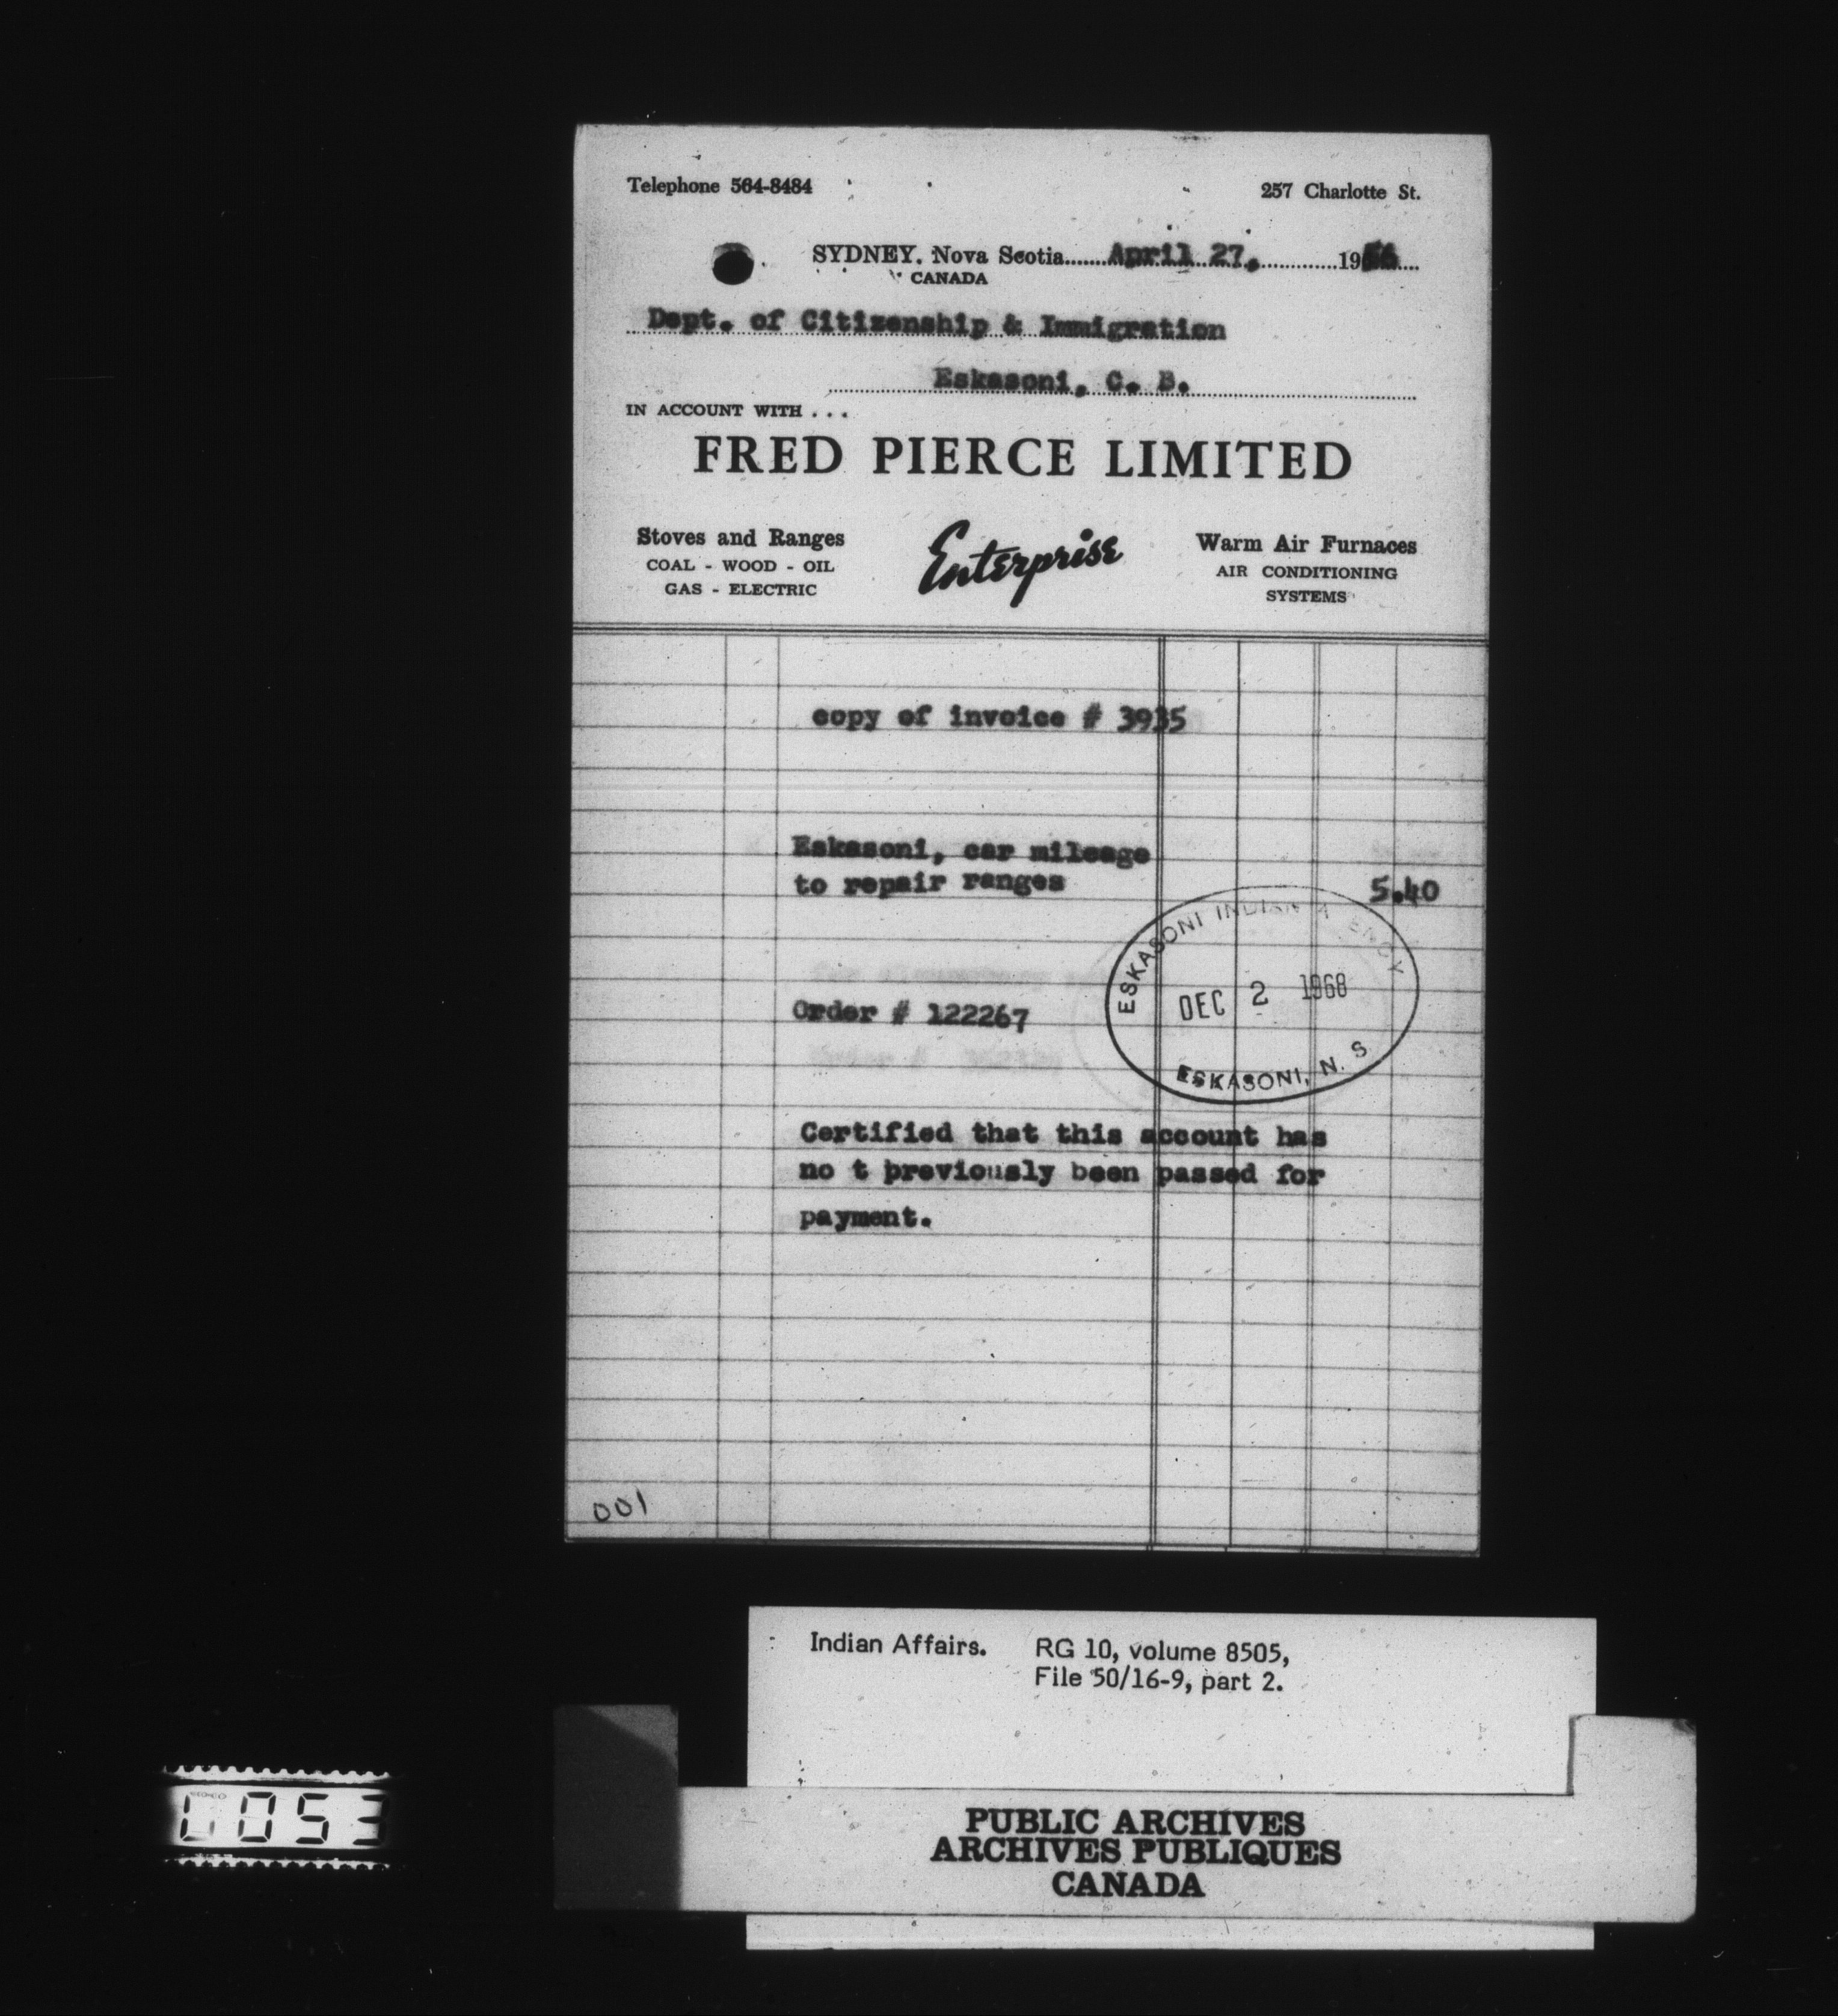 Telephone 564-8484 257 Charlotte St.
SYDNEY, Nova Scotia April 27, 19
CANADA
Dept. of Citizenship & Immigration
Eskasoni, C. B.
IN ACCOUNT WITH . . .
FRED PIERCE LIMITED
Stoves and Ranges
COAL - WOOD - OIL
GAS - ELECTRIC
Enterprise
Warm Air Furnaces
AIR CONDITIONING
SYSTEMS
copy of invoice # 3935
Eskasoni, car mileage
to repair ranges 5.40
ESKASONI INDIAN AGENCY
DEC 2 1968
ESKASONI, N. S
Order # 122267
Certified that this account has
no t previously been passed for
payment.
001
Indian Affairs. RG 10, volume 8505,
File 50/16-9, part 2.
PUBLIC ARCHIVES
ARCHIVES PUBLIQUES
CANADA